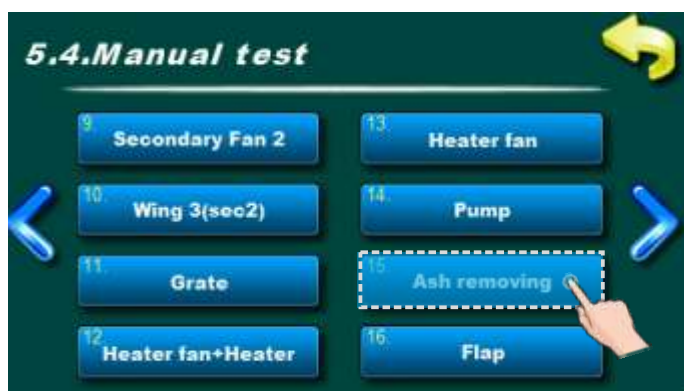 5.4.Manual test
9.
Secondary Fan 2
10.
Wing 3(sec2)
11.
Grate
12.
Heater fan+Heater
13.
Heater fan
14.
Pump
15.
Ash removing
16.
Flap